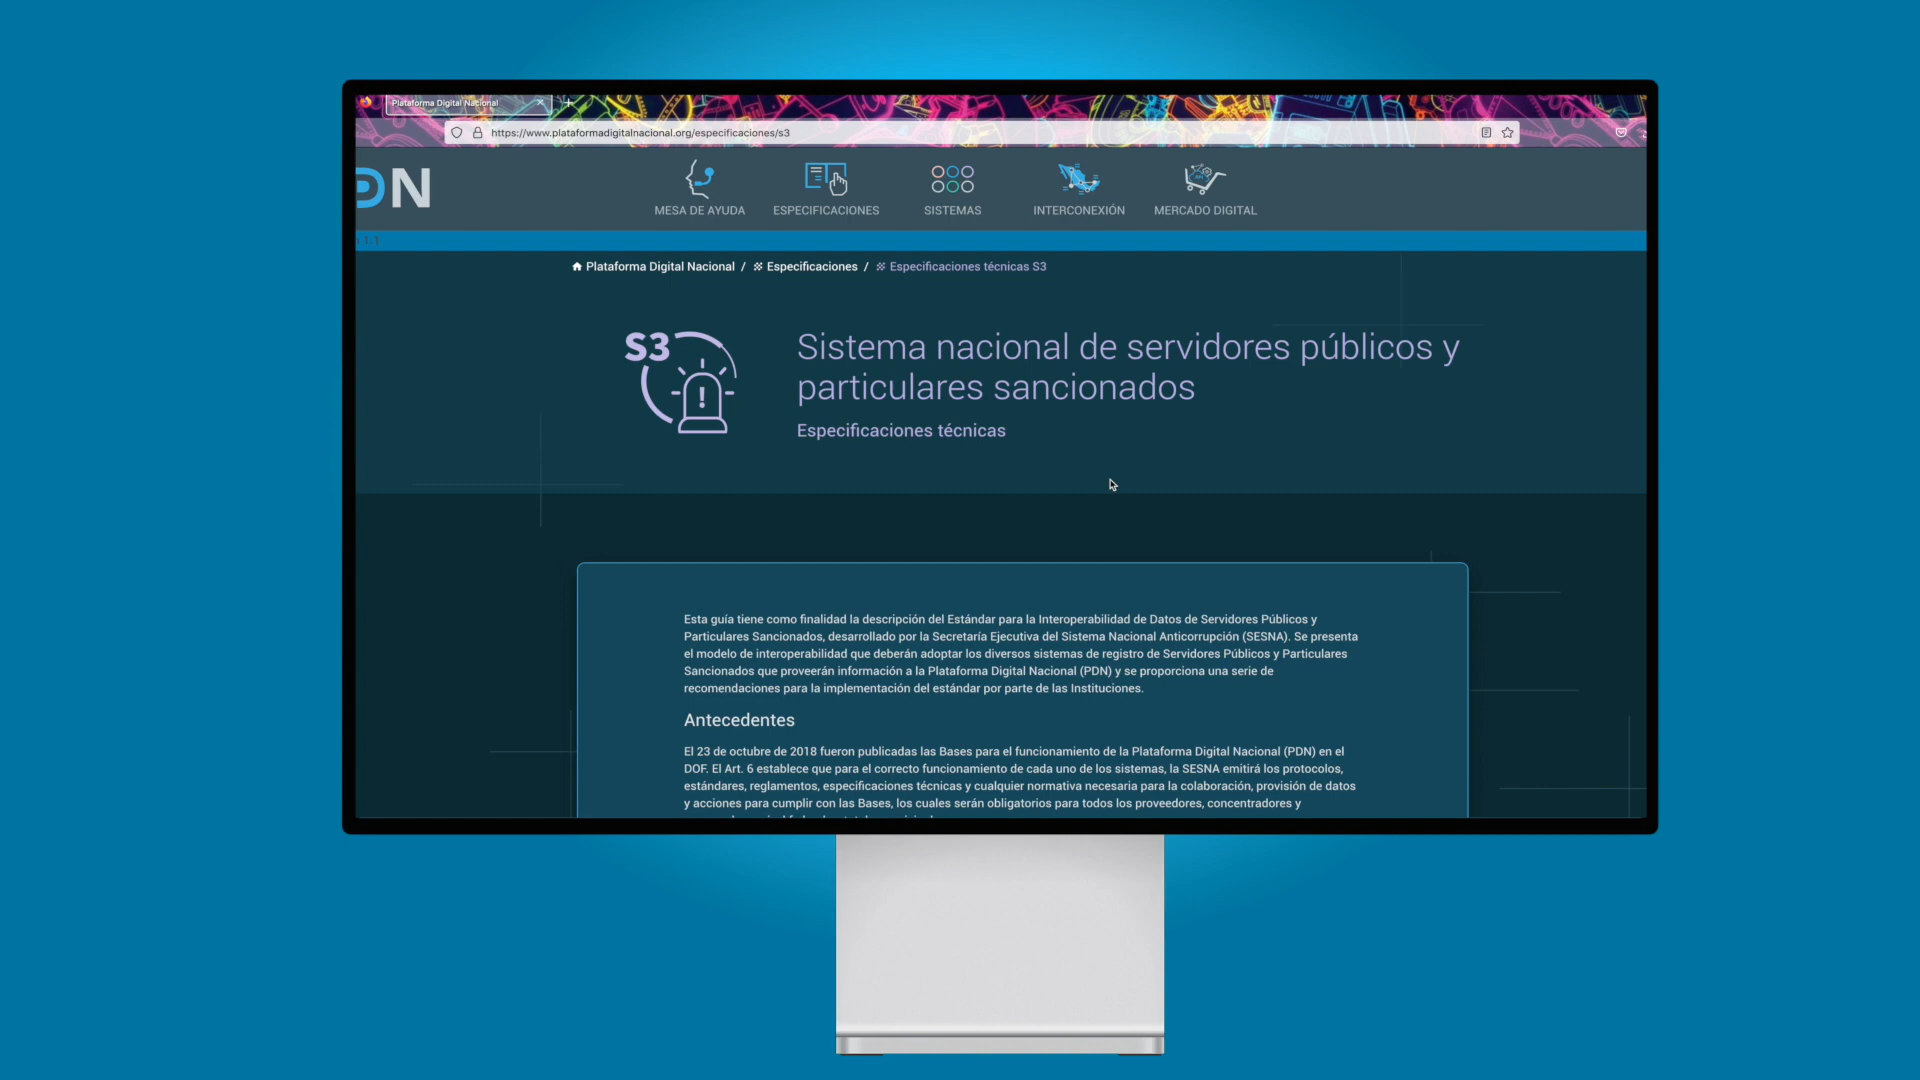 Plataforma Digital Nacional
https://www.plataformadigitalnacional.org/especificaciones/s3
DN
MESA DE AYUDA
ESPECIFICACIONES
SISTEMAS
INTERCONEXIÓN
MERCADO DIGITAL
1.1
Plataforma Digital Nacional / Especificaciones / Especificaciones técnicas S3
S3
Sistema nacional de servidores públicos y
particulares sancionados
Especificaciones técnicas
Esta guía tiene como finalidad la descripción del Estándar para la Interoperabilidad de Datos de Servidores Públicos y
Particulares Sancionados, desarrollado por la Secretaría Ejecutiva del Sistema Nacional Anticorrupción (SESNA). Se presenta
el modelo de interoperabilidad que deberán adoptar los diversos sistemas de registro de Servidores Públicos y Particulares
Sancionados que proveerán información a la Plataforma Digital Nacional (PDN) y se proporciona una serie de
recomendaciones para la implementación del estándar por parte de las Instituciones.
Antecedentes
El 23 de octubre de 2018 fueron publicadas las Bases para el funcionamiento de la Plataforma Digital Nacional (PDN) en el
DOF. El Art. 6 establece que para el correcto funcionamiento de cada uno de los sistemas, la SESNA emitirá los protocolos,
estándares, reglamentos, especificaciones técnicas y cualquier normativa necesaria para la colaboración, provisión de datos
y acciones para cumplir con las Bases, los cuales serán obligatorios para todos los proveedores, concentradores y